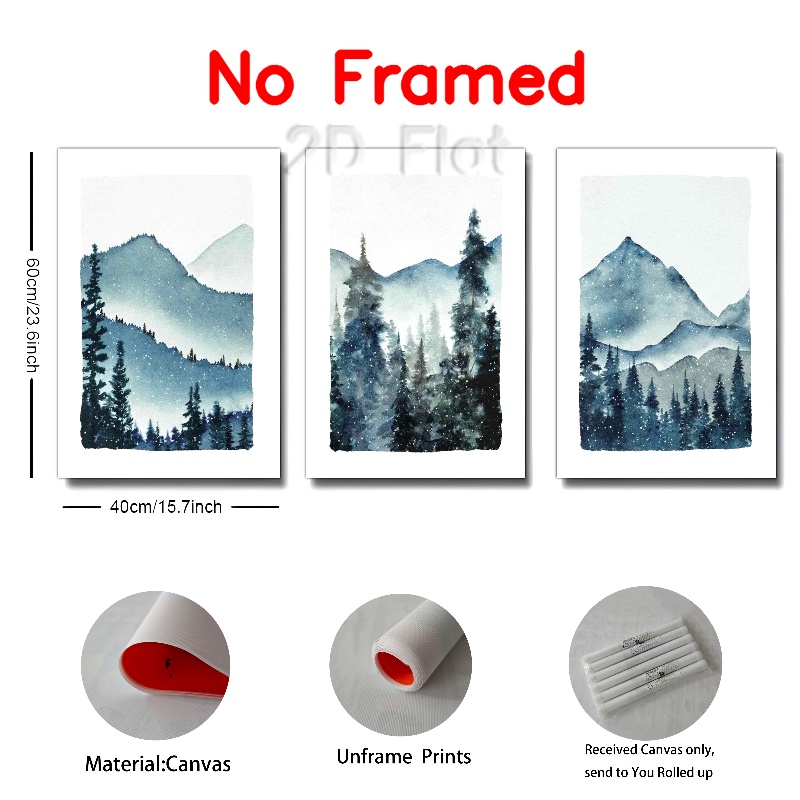 No Framed
2D Flat
60cm/23.6inch
40cm/15.7inch
Material:Canvas
Unframe Prints
Received Canvas only,
send to You Rolled up